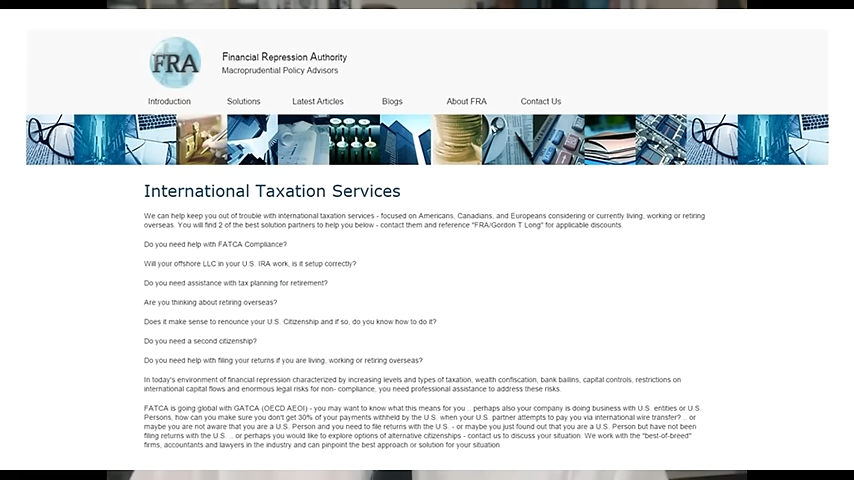 FRA
Financial Repression Authority
Macroprudential Policy Advisors
Introduction Solutions Latest Articles Blogs About FRA Contact Us
International Taxation Services
We can help keep you out of trouble with international taxation services - focused on Americans, Canadians, and Europeans considering or currently living, working or retiring
overseas. You will find 2 of the best solution partners to help you below - contact them and reference "FRA/Gordon T Long" for applicable discounts.
Do you need help with FATCA Compliance?
Will your offshore LLC in your U.S. IRA work, is it setup correctly?
Do you need assistance with tax planning for retirement?
Are you thinking about retiring overseas?
Does it make sense to renounce your U.S. Citizenship and if so, do you know how to do it?
Do you need a second citizenship?
Do you need help with filing your returns if you are living, working or retiring overseas?
In today's environment of financial repression characterized by increasing levels and types of taxation, wealth confiscation, bank bailins, capital controls, restrictions on
international capital flows and enormous legal risks for non- compliance, you need professional assistance to address these risks.
FATCA is going global with GATCA (OECD AEOI) - you may want to know what this means for you .. perhaps also your company is doing business with U.S. entities or U.S.
Persons, how can you make sure you don't get 30% of your payments withheld by the U.S. when your U.S. partner attempts to pay you via international wire transfer? .. or
maybe you are not aware that you are a U.S. Person and you need to file returns with the U.S. - or maybe you just found out that you are a U.S. Person but have not been
filing returns with the U.S. .. or perhaps you would like to explore options of alternative citizenships - contact us to discuss your situation. We work with the "best-of-breed"
firms, accountants and lawyers in the industry and can pinpoint the best approach or solution for your situation